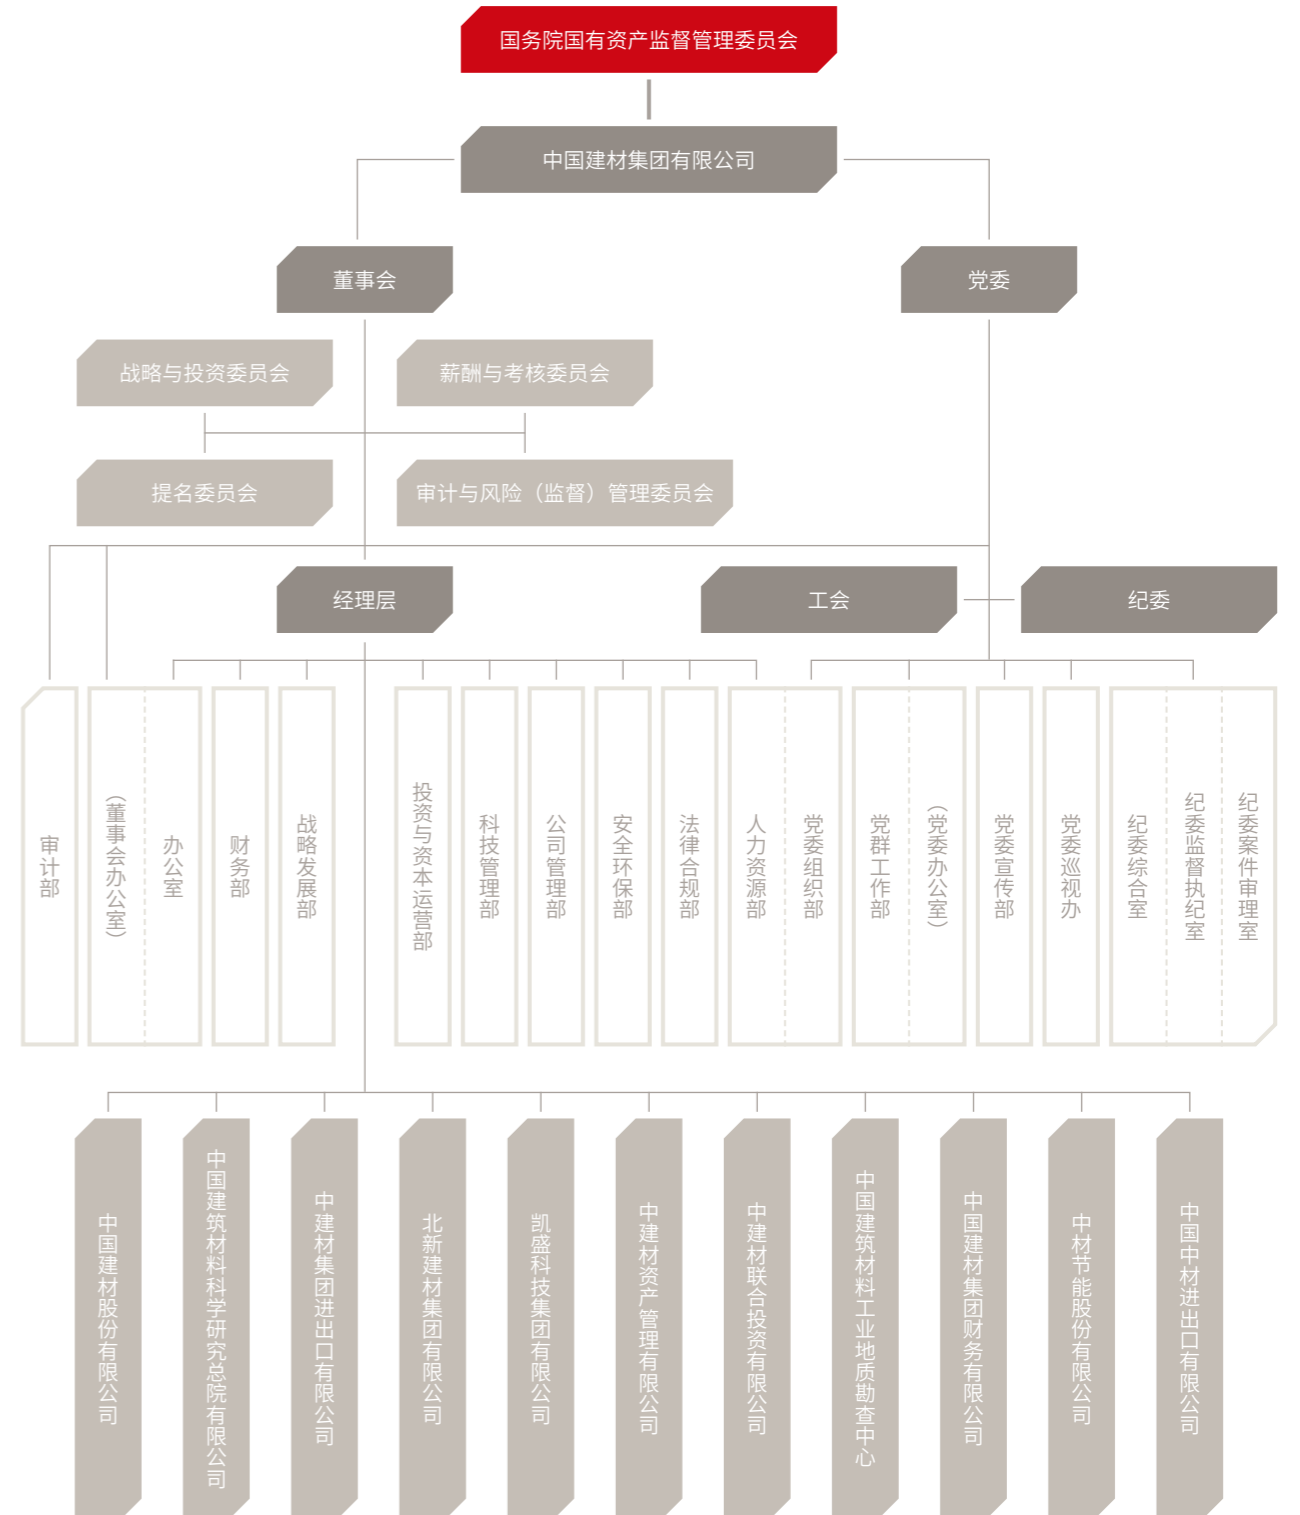 国务院国有资产监督管理委员会
中国建材集团有限公司
董事会
党委
战略与投资委员会
薪酬与考核委员会
提名委员会
审计与风险（监督）管理委员会
经理层
工会
纪委
审计部
（董事会办公室）
办公室
财务部
战略发展部
投资与资本运营部
科技管理部
公司管理部
安全环保部
法律合规部
人力资源部
党委组织部
党群工作部
（党委办公室）
党委宣传部
党委巡视办
纪委综合室
纪委监督执纪室
纪委案件审理室
中国建材股份有限公司
中国建筑材料科学研究总院有限公司
中建材集团进出口有限公司
北新建材集团有限公司
凯盛科技集团有限公司
中建材资产管理有限公司
中建材联合投资有限公司
中国建筑材料工业地质勘查中心
中国建材集团财务有限公司
中材节能股份有限公司
中国中材进出口有限公司